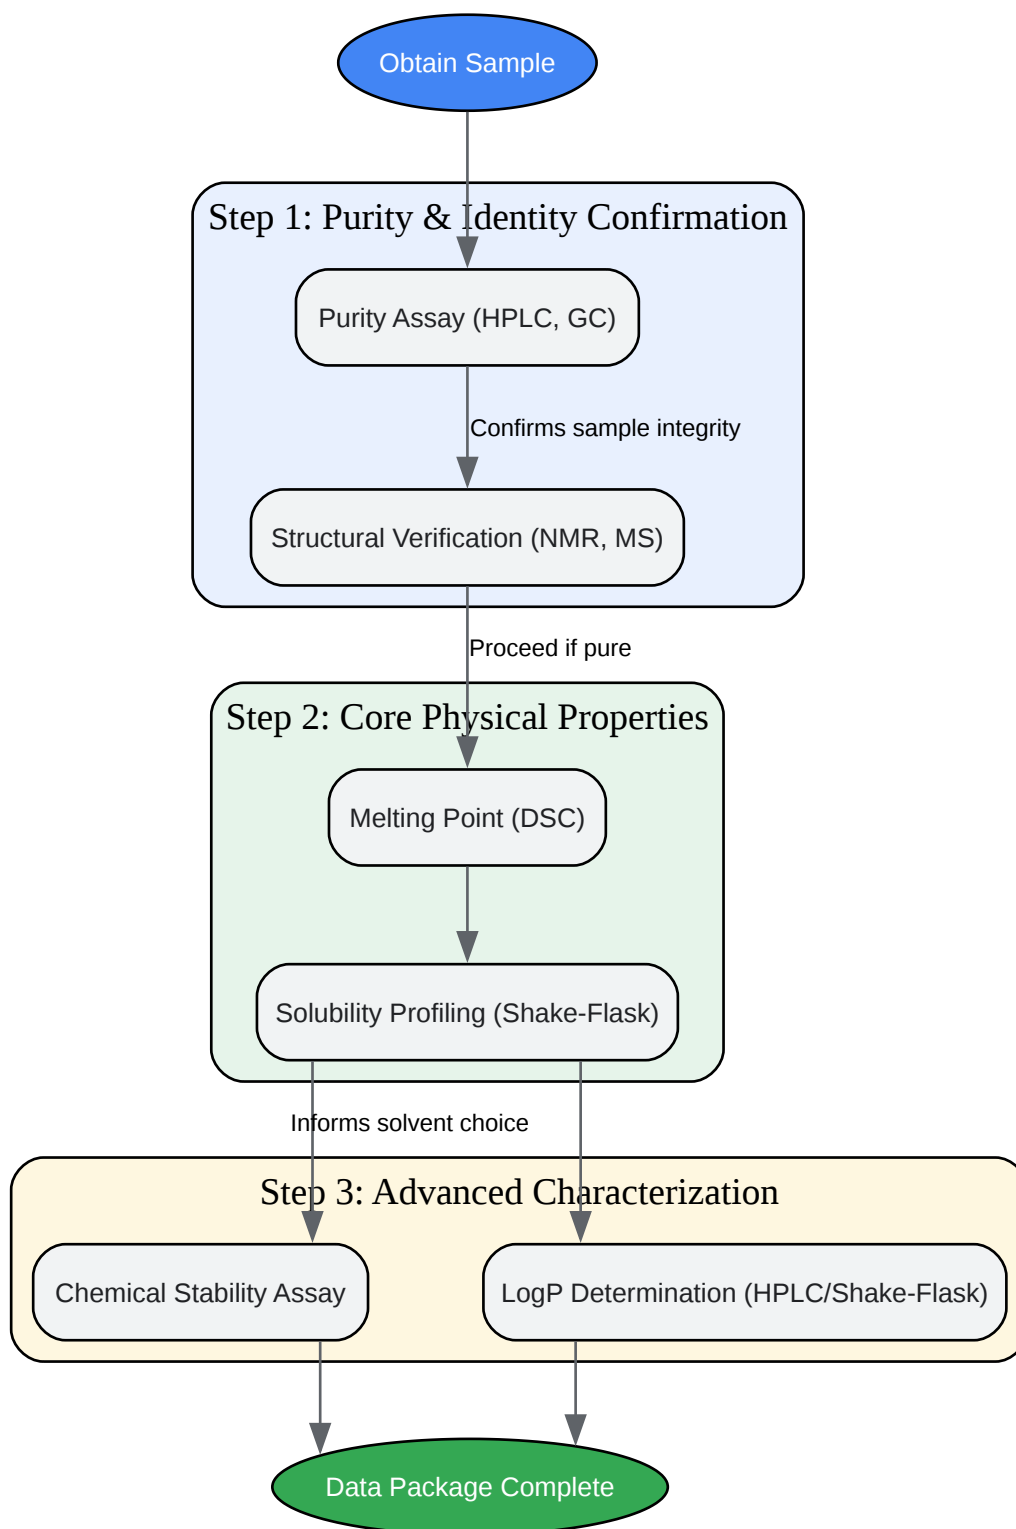 Obtain Sample
Step 1: Purity & Identity Confirmation
Purity Assay (HPLC, GC)
Confirms sample integrity
Structural Verification (NMR, MS)
Proceed if pure
Step 2: Core Physical Properties
Melting Point (DSC)
Solubility Profiling (Shake-Flask)
Informs solvent choice
Step 3: Advanced Characterization
Chemical Stability Assay
LogP Determination (HPLC/Shake-Flask)
Data Package Complete